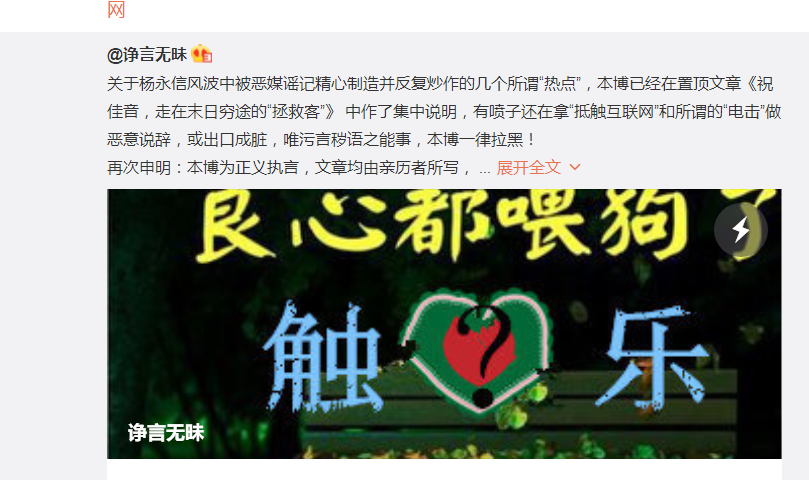 网
@诤言无昧
关于杨永信风波中被恶媒谣记精心制造并反复炒作的几个所谓“热点”，本博已经在置顶文章《祝
佳音，走在末日穷途的“拯救客”》 中作了集中说明，有喷子还在拿“抵触互联网”和所谓的“电击”做
恶意说辞，或出口成脏，唯污言秽语之能事，本博一律拉黑！
再次申明：本博为正义执言，文章均由亲历者所写， ... 展开全文
良心都喂狗了
触 ? 乐
诤言无昧